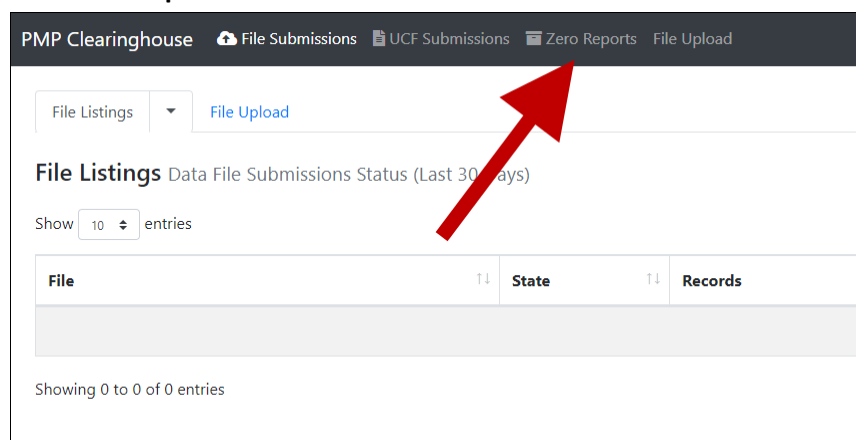 PMP Clearinghouse File Submissions UCF Submissions Zero Reports File Upload
File Listings File Upload
File Listings Data File Submissions Status (Last 30 Days)
Show 10 entries
File State Records
Showing 0 to 0 of 0 entries